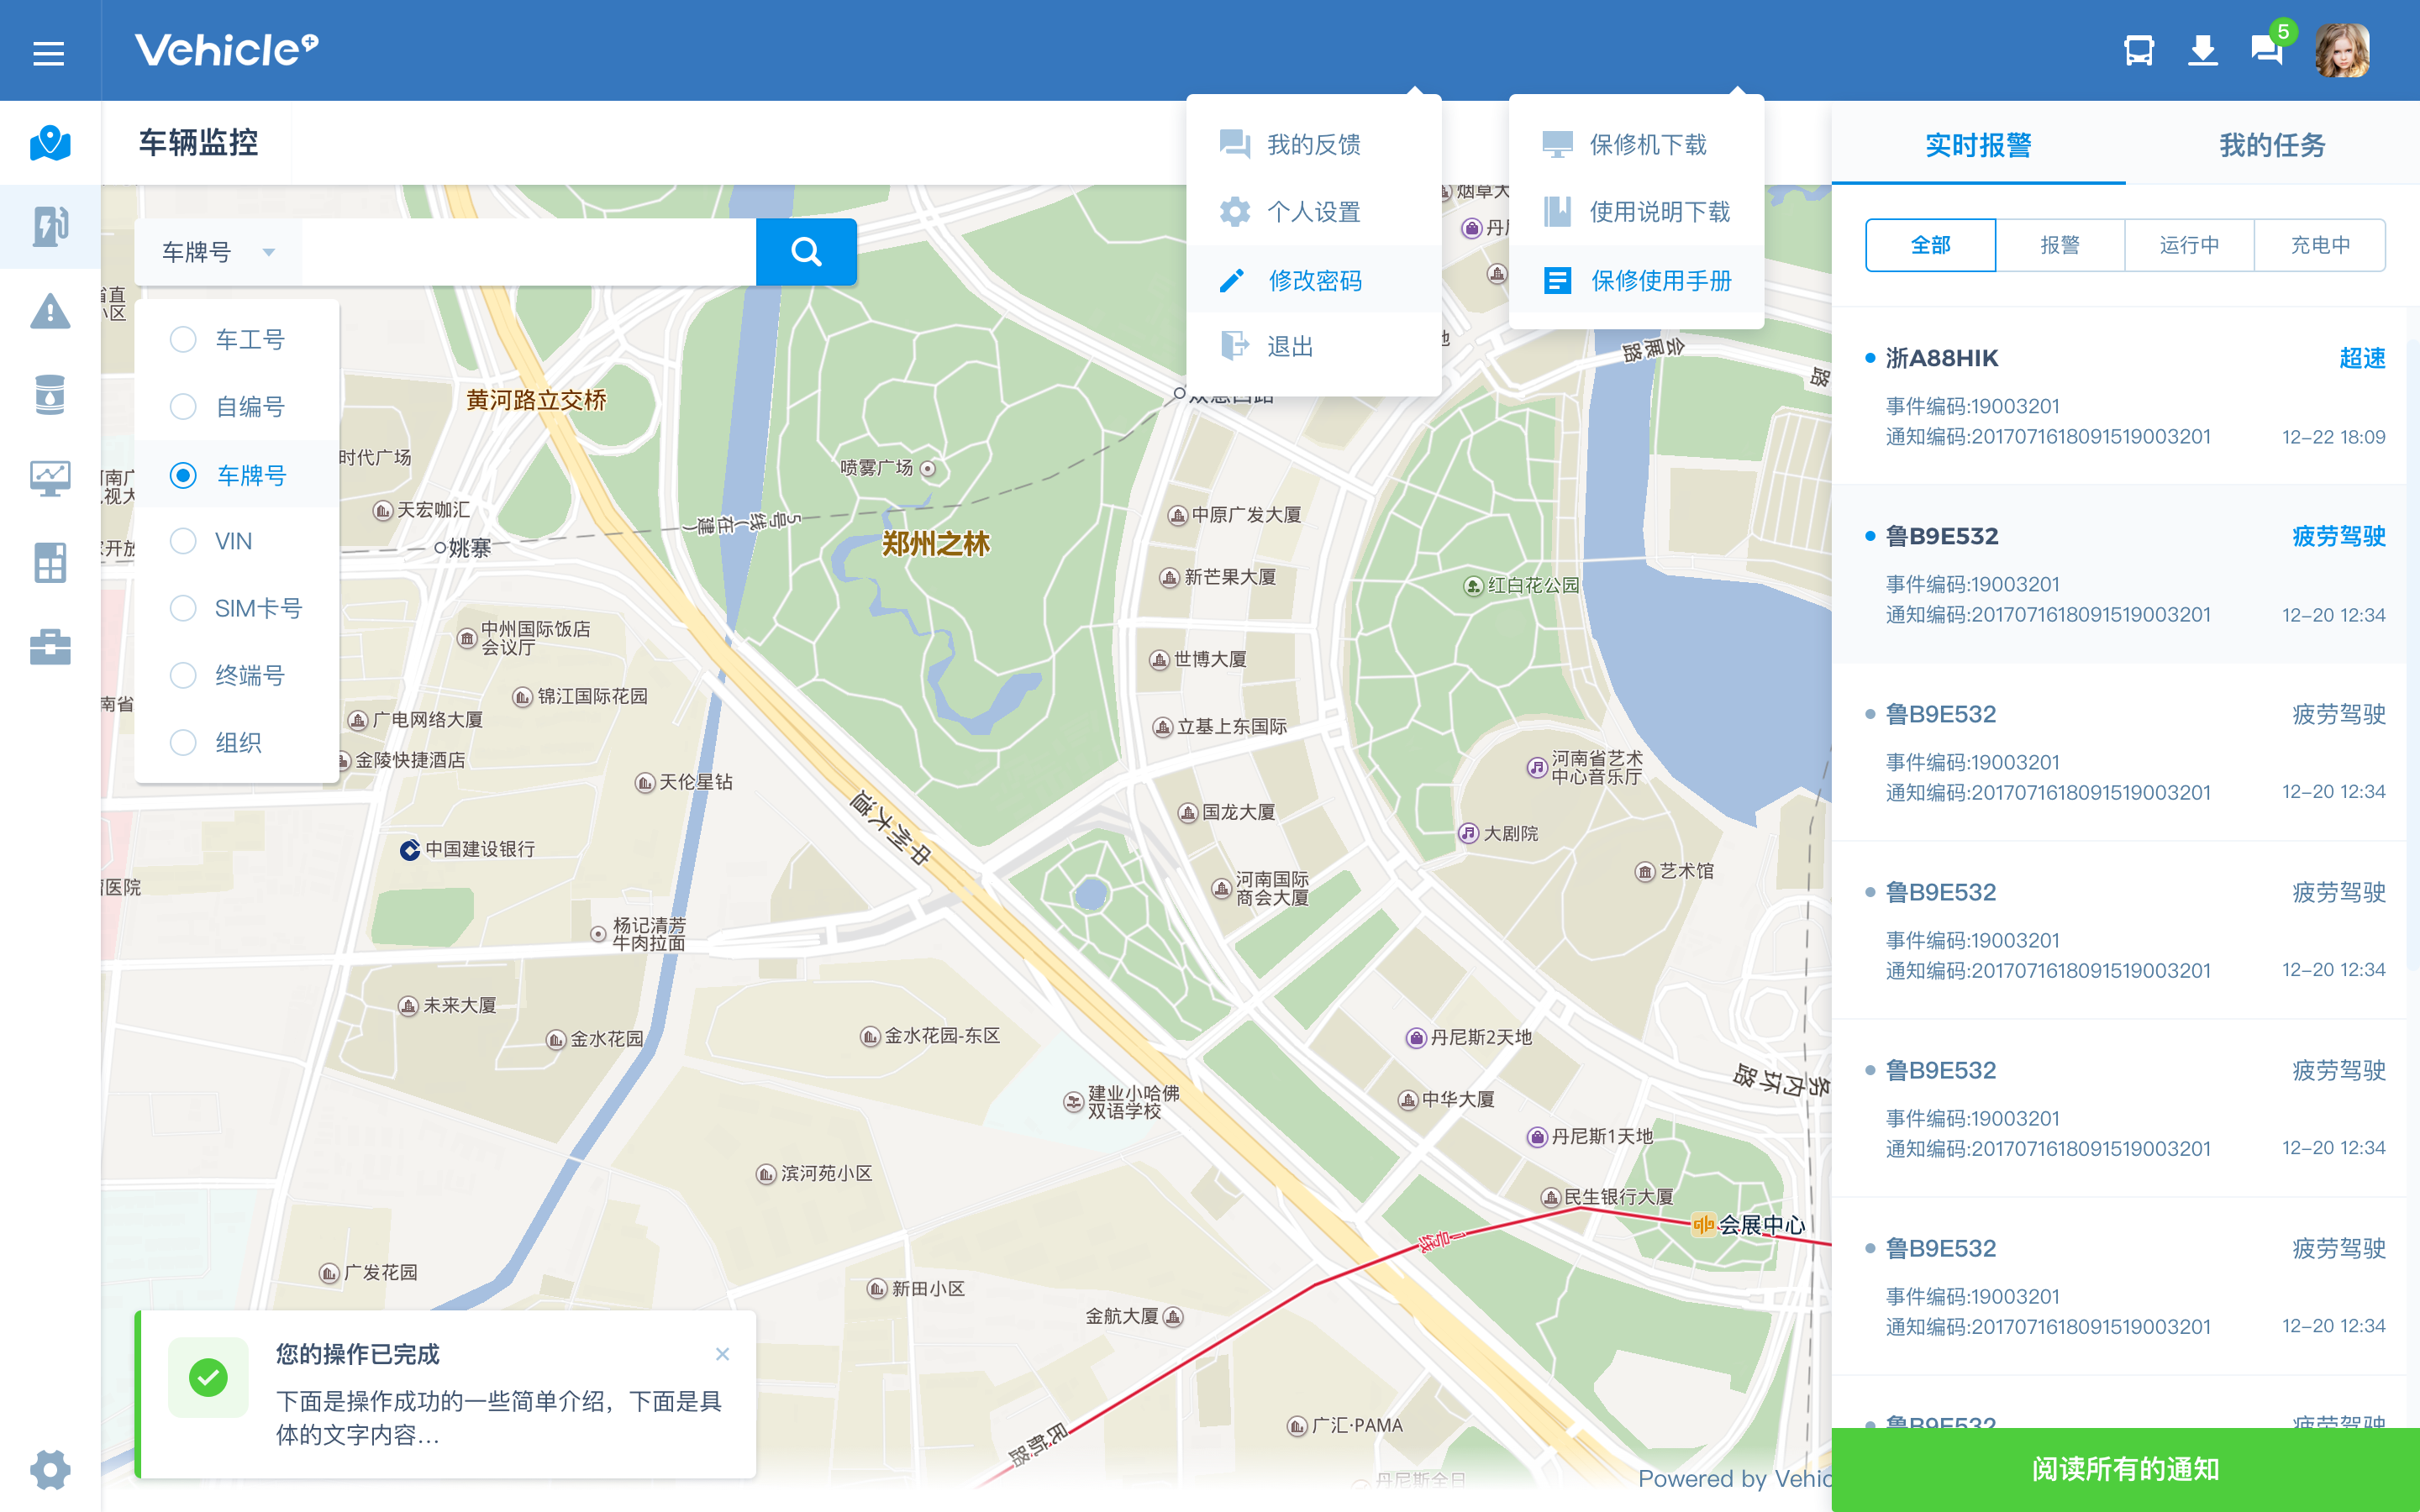 Vehicle+
5
车辆监控
我的反馈
个人设置
修改密码
退出
保修机下载
使用说明下载
保修使用手册
实时报警
我的任务
全部
报警
运行中
充电中
车牌号
车工号
自编号
车牌号
VIN
SIM卡号
终端号
组织
浙A88HIK
超速
事件编码:19003201
通知编码:20170716180915190032​01
12-22 18:09
鲁B9E532
疲劳驾驶
事件编码:19003201
通知编码:2017071618091519003201
12-20 12:34
鲁B9E532
疲劳驾驶
事件编码:19003201
通知编码:2017071618091519003201
12-20 12:34
鲁B9E532
疲劳驾驶
事件编码:19003201
通知编码:2017071618091519003201
12-20 12:34
鲁B9E532
疲劳驾驶
事件编码:19003201
通知编码:2017071618091519003201
12-20 12:34
鲁B9E532
疲劳驾驶
事件编码:19003201
通知编码:2017071618091519003201
12-20 12:34
鲁B9E532
疲劳驾驶
阅读所有的通知
黄河路立交桥
时代广场
天宏咖汇
姚寨
5号线(在建)
喷雾广场
郑州之林
中原广发大厦
新芒果大厦
红白花公园
会展路
中州国际饭店
会议厅
世博大厦
锦江国际花园
广电网络大厦
立基上东国际
金陵快捷酒店
天伦星钻
河南省艺术
中心音乐厅
国龙大厦
大剧院
中州大道
中国建设银行
艺术馆
河南国际
商会大厦
杨记清芳
牛肉拉面
未来大厦
金水花园
金水花园-东区
丹尼斯2天地
务内环路
建业小哈佛
双语学校
中华大厦
丹尼斯1天地
滨河苑小区
民生银行大厦
会展中心
1号线
广发花园
新田小区
金航大厦
广汇·PAMA
民航路
丹尼斯全日
Powered by Vehic
您的操作已完成
×
下面是操作成功的一些简单介绍，下面是具
体的文字内容...